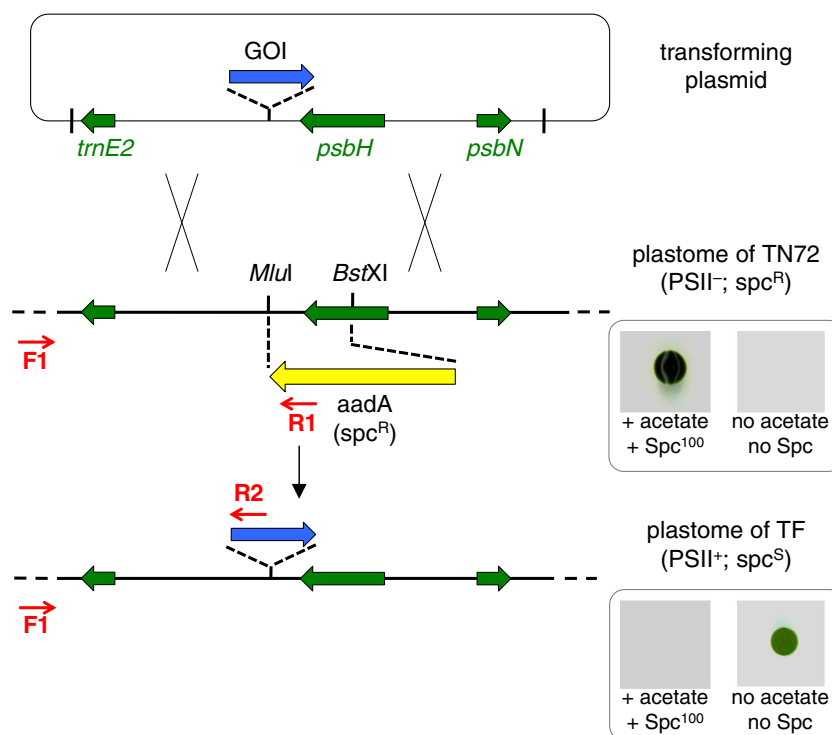 GOI
transforming
plasmid
trnE2
psbH
psbN
MluI
BstXI
plastome of TN72
(PSII⁻; spcᴿ)
F1
R1
aadA
(spcᴿ)
+ acetate
+ Spc¹⁰⁰
no acetate
no Spc
R2
plastome of TF
(PSII⁺; spcˢ)
F1
+ acetate
+ Spc¹⁰⁰
no acetate
no Spc